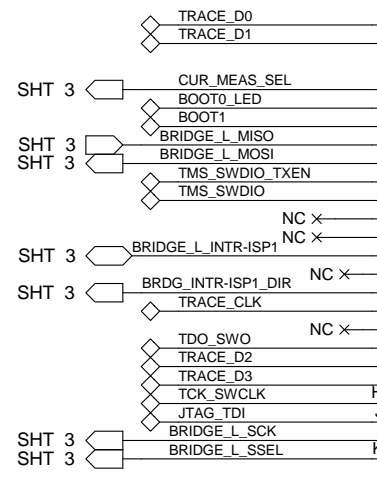 TRACE_D0
TRACE_D1
SHT 3 CUR_MEAS_SEL
BOOT0_LED
BOOT1
SHT 3 BRIDGE_L_MISO
SHT 3 BRIDGE_L_MOSI
TMS_SWDIO_TXEN
TMS_SWDIO
NC
NC
SHT 3 BRIDGE_L_INTR-ISP1
NC
SHT 3 BRDG_INTR-ISP1_DIR
TRACE_CLK
NC
TDO_SWO
TRACE_D2
TRACE_D3
TCK_SWCLK
JTAG_TDI
SHT 3 BRIDGE_L_SCK
SHT 3 BRIDGE_L_SSEL